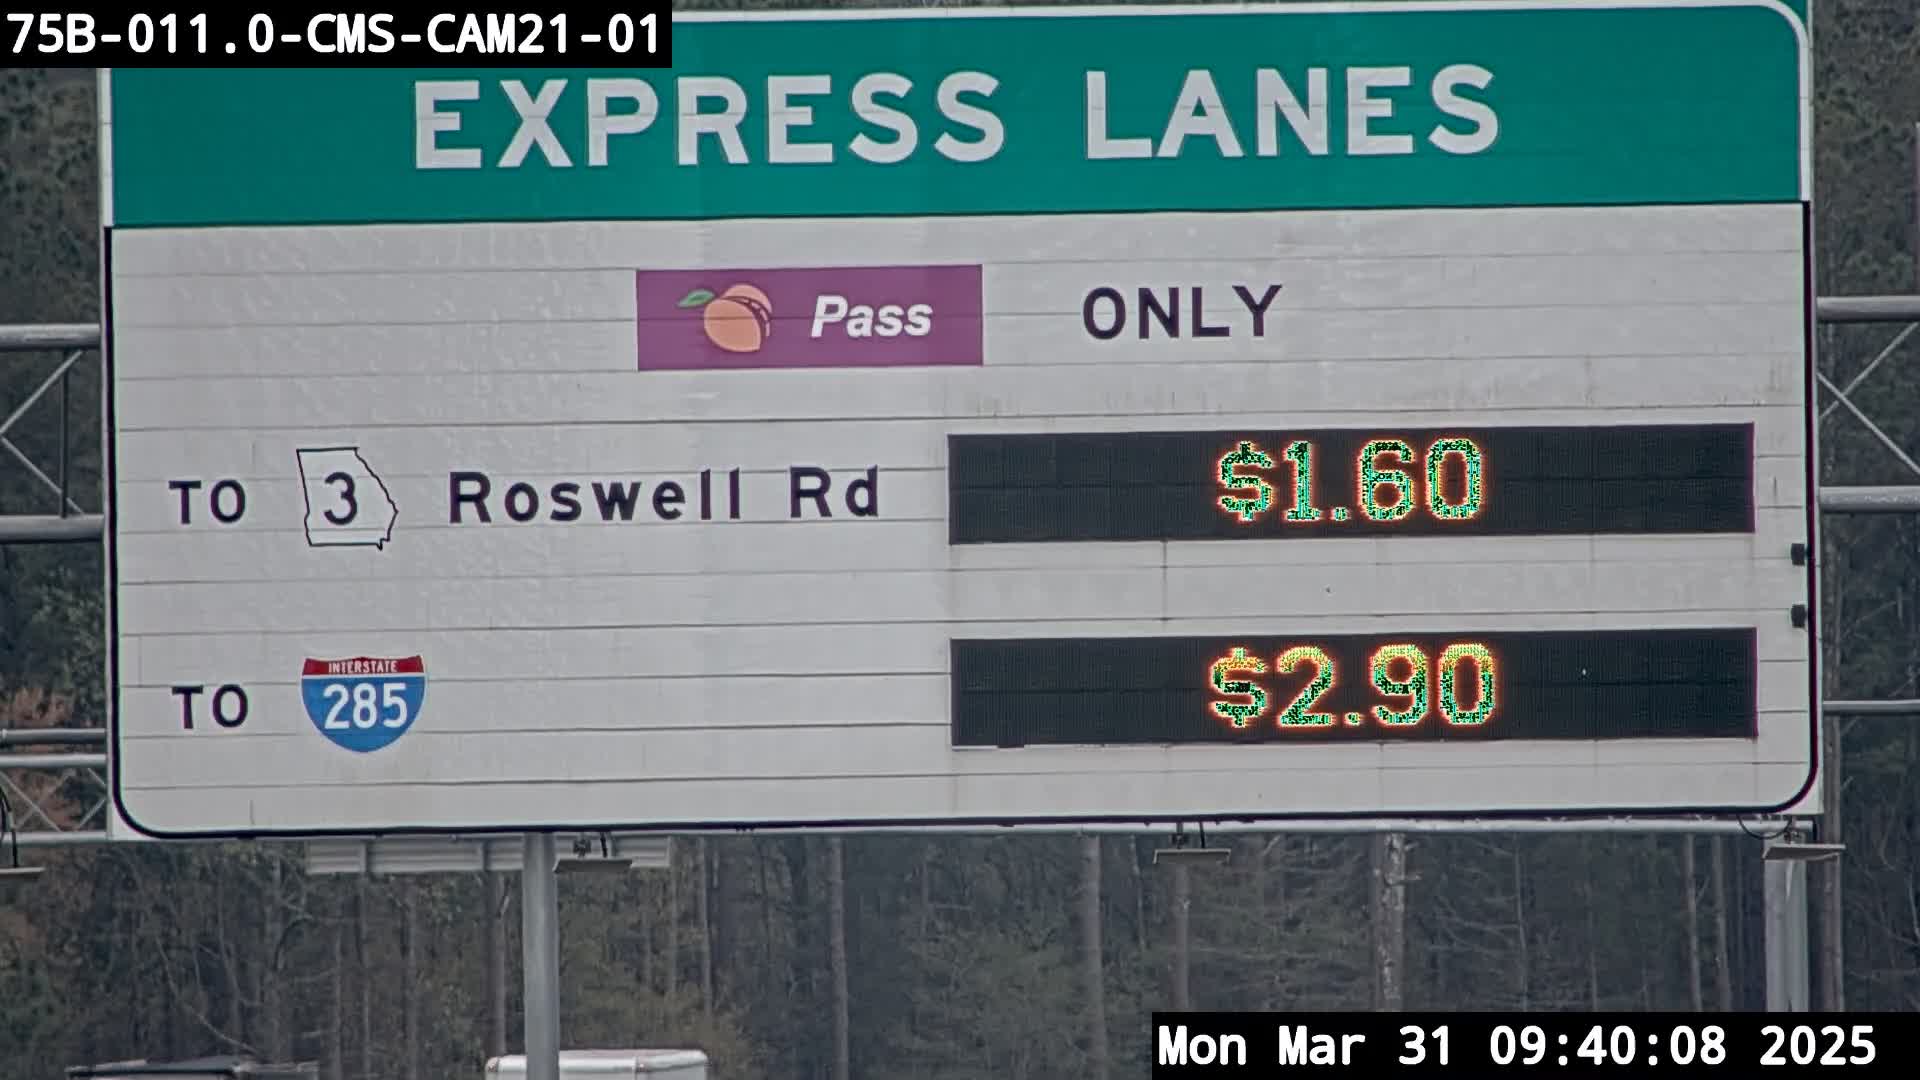 75B-011.0-CMS-CAM21-01
EXPRESS LANES
Pass ONLY
TO 3 Roswell Rd $1.60
INTERSTATE
TO 285 $2.90
Mon Mar 31 09:40:08 2025